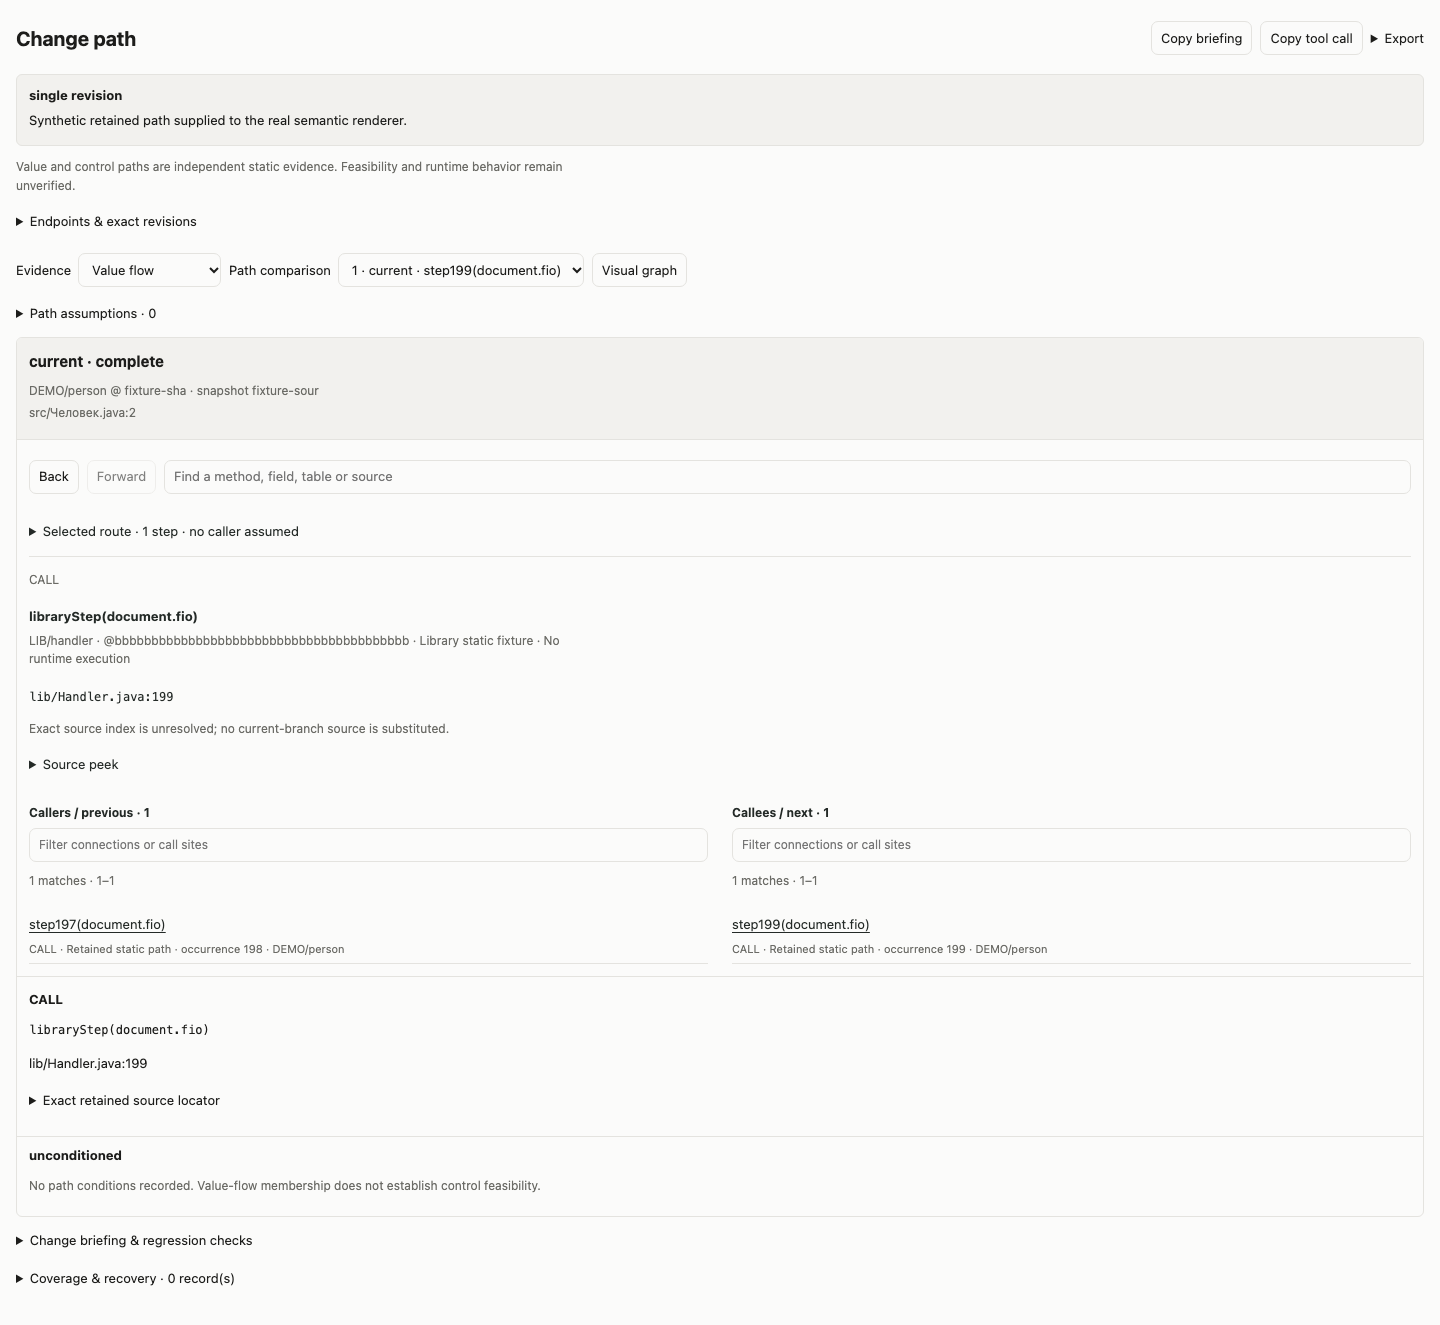 Change path
Copy briefing
Copy tool call
▶ Export
single revision
Synthetic retained path supplied to the real semantic renderer.
Value and control paths are independent static evidence. Feasibility and runtime behavior remain
unverified.
▶ Endpoints & exact revisions
Evidence
Value flow
Path comparison
1 · current · step199(document.fio)
Visual graph
▶ Path assumptions · 0
current · complete
DEMO/person @ fixture-sha · snapshot fixture-sour
src/Человек.java:2
Back
Forward
Find a method, field, table or source
▶ Selected route · 1 step · no caller assumed
CALL
libraryStep(document.fio)
LIB/handler · @bbbbbbbbbbbbbbbbbbbbbbbbbbbbbbbbbbbbbbbb · Library static fixture · No
runtime execution
lib/Handler.java:199
Exact source index is unresolved; no current-branch source is substituted.
▶ Source peek
Callers / previous · 1
Filter connections or call sites
1 matches · 1–1
step197(document.fio)
CALL · Retained static path · occurrence 198 · DEMO/person
Callees / next · 1
Filter connections or call sites
1 matches · 1–1
step199(document.fio)
CALL · Retained static path · occurrence 199 · DEMO/person
CALL
libraryStep(document.fio)
lib/Handler.java:199
▶ Exact retained source locator
unconditioned
No path conditions recorded. Value-flow membership does not establish control feasibility.
▶ Change briefing & regression checks
▶ Coverage & recovery · 0 record(s)